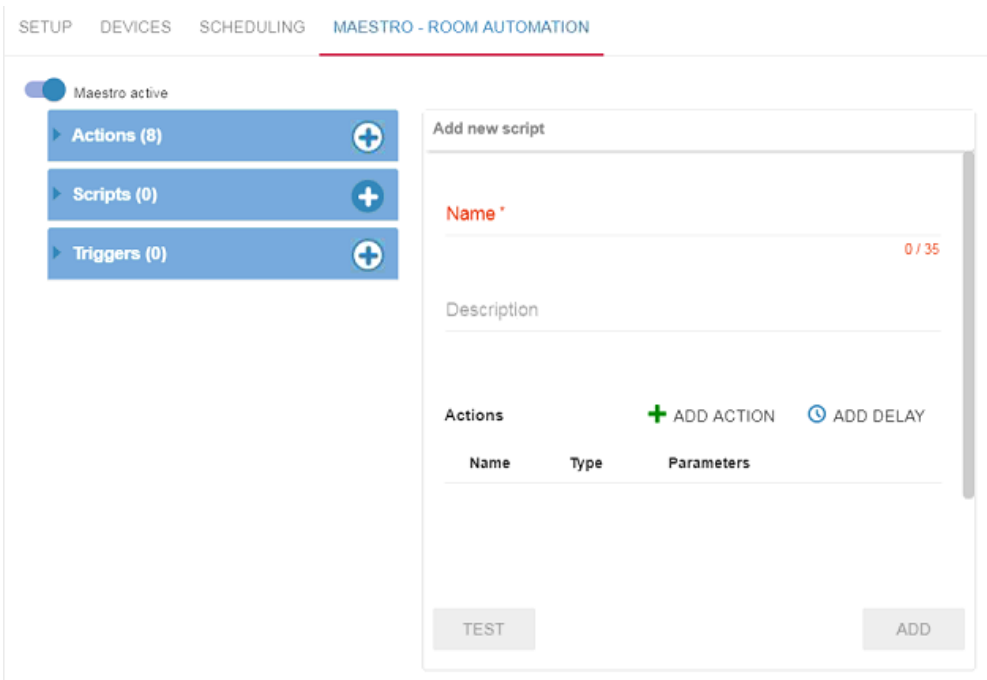 SETUP DEVICES SCHEDULING MAESTRO - ROOM AUTOMATION
Maestro active
Actions (8)
Scripts (0)
Triggers (0)
Add new script
Name *
0 / 35
Description
Actions ADD ACTION ADD DELAY
Name Type Parameters
TEST ADD